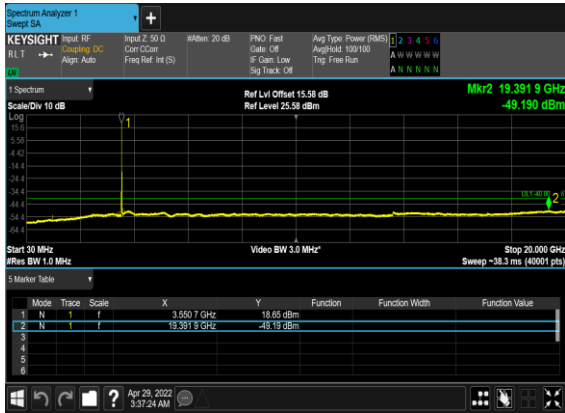 Spectrum Analyzer 1
Swept SA
+
KEYSIGHT Input: RF Input Z: 50 Ω #Atten: 20 dB PNO: Fast Avg Type: Power (RMS) 1 2 3 4 5 6
RLT Coupling: DC Corr CCorr Gate: Off Avg|Hold: 100/100 A W W W W W
Align: Auto Freq Ref: Int (S) IF Gain: Low Trig: Free Run
LXI Sig Track: Off A N N N N N
1 Spectrum Mkr2 19.391 9 GHz
Ref Lvl Offset 15.58 dB
Scale/Div 10 dB Ref Level 25.58 dBm -49.190 dBm
Log
15.6 1
5.58
-4.42
-14.4
-24.4
-34.4
2
-44.4
-54.4
-64.4
Start 30 MHz Video BW 3.0 MHz* Stop 20.000 GHz
#Res BW 1.0 MHz Sweep ~38.3 ms (40001 pts)
5 Marker Table
Mode Trace Scale X Y Function Function Width Function Value
1 N 1 f 3.550 7 GHz 18.65 dBm
2 N 1 f 19.391 9 GHz -49.19 dBm
3
4
5
6
? Apr 29, 2022
3:37:24 AM